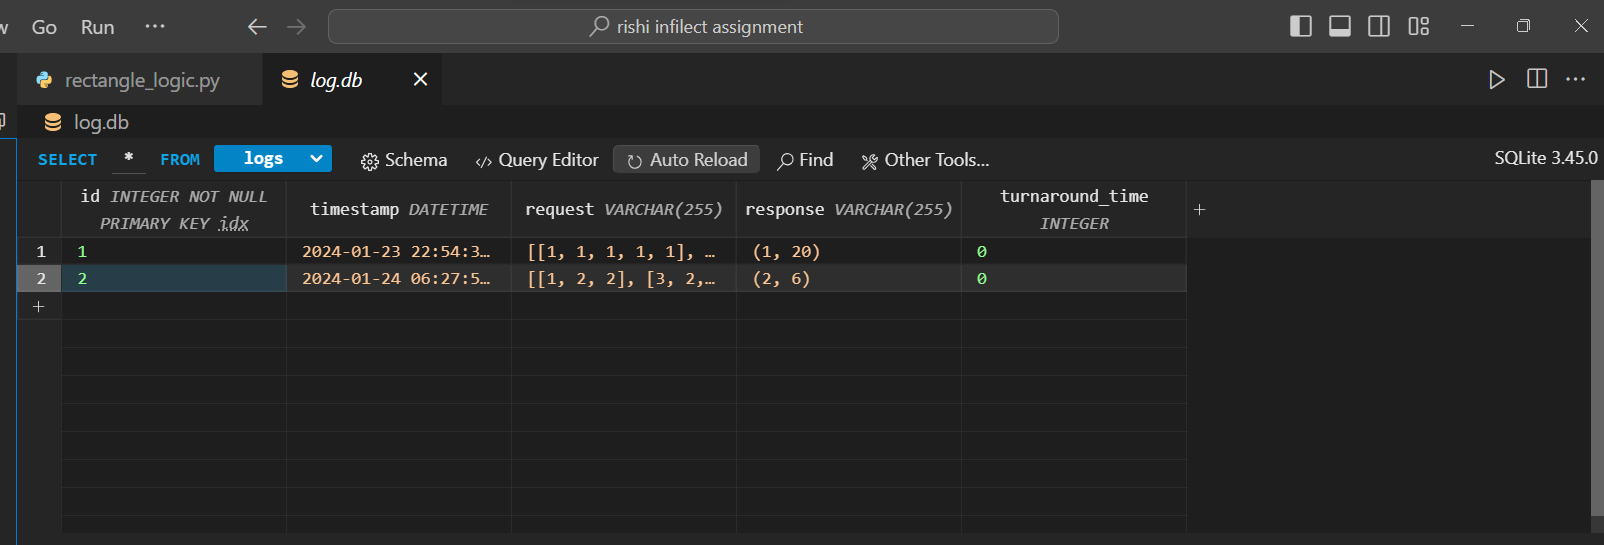 Go Run ··· rishi infilect assignment
rectangle_logic.py log.db
log.db
SELECT * FROM logs Schema Query Editor Auto Reload Find Other Tools... SQLite 3.45.0
id INTEGER NOT NULL PRIMARY KEY idx timestamp DATETIME request VARCHAR(255) response VARCHAR(255) turnaround_time INTEGER +
1 1 2024-01-23 22:54:3… [[1, 1, 1, 1, 1], … (1, 20) 0
2 2 2024-01-24 06:27:5… [[1, 2, 2], [3, 2,… (2, 6) 0
+